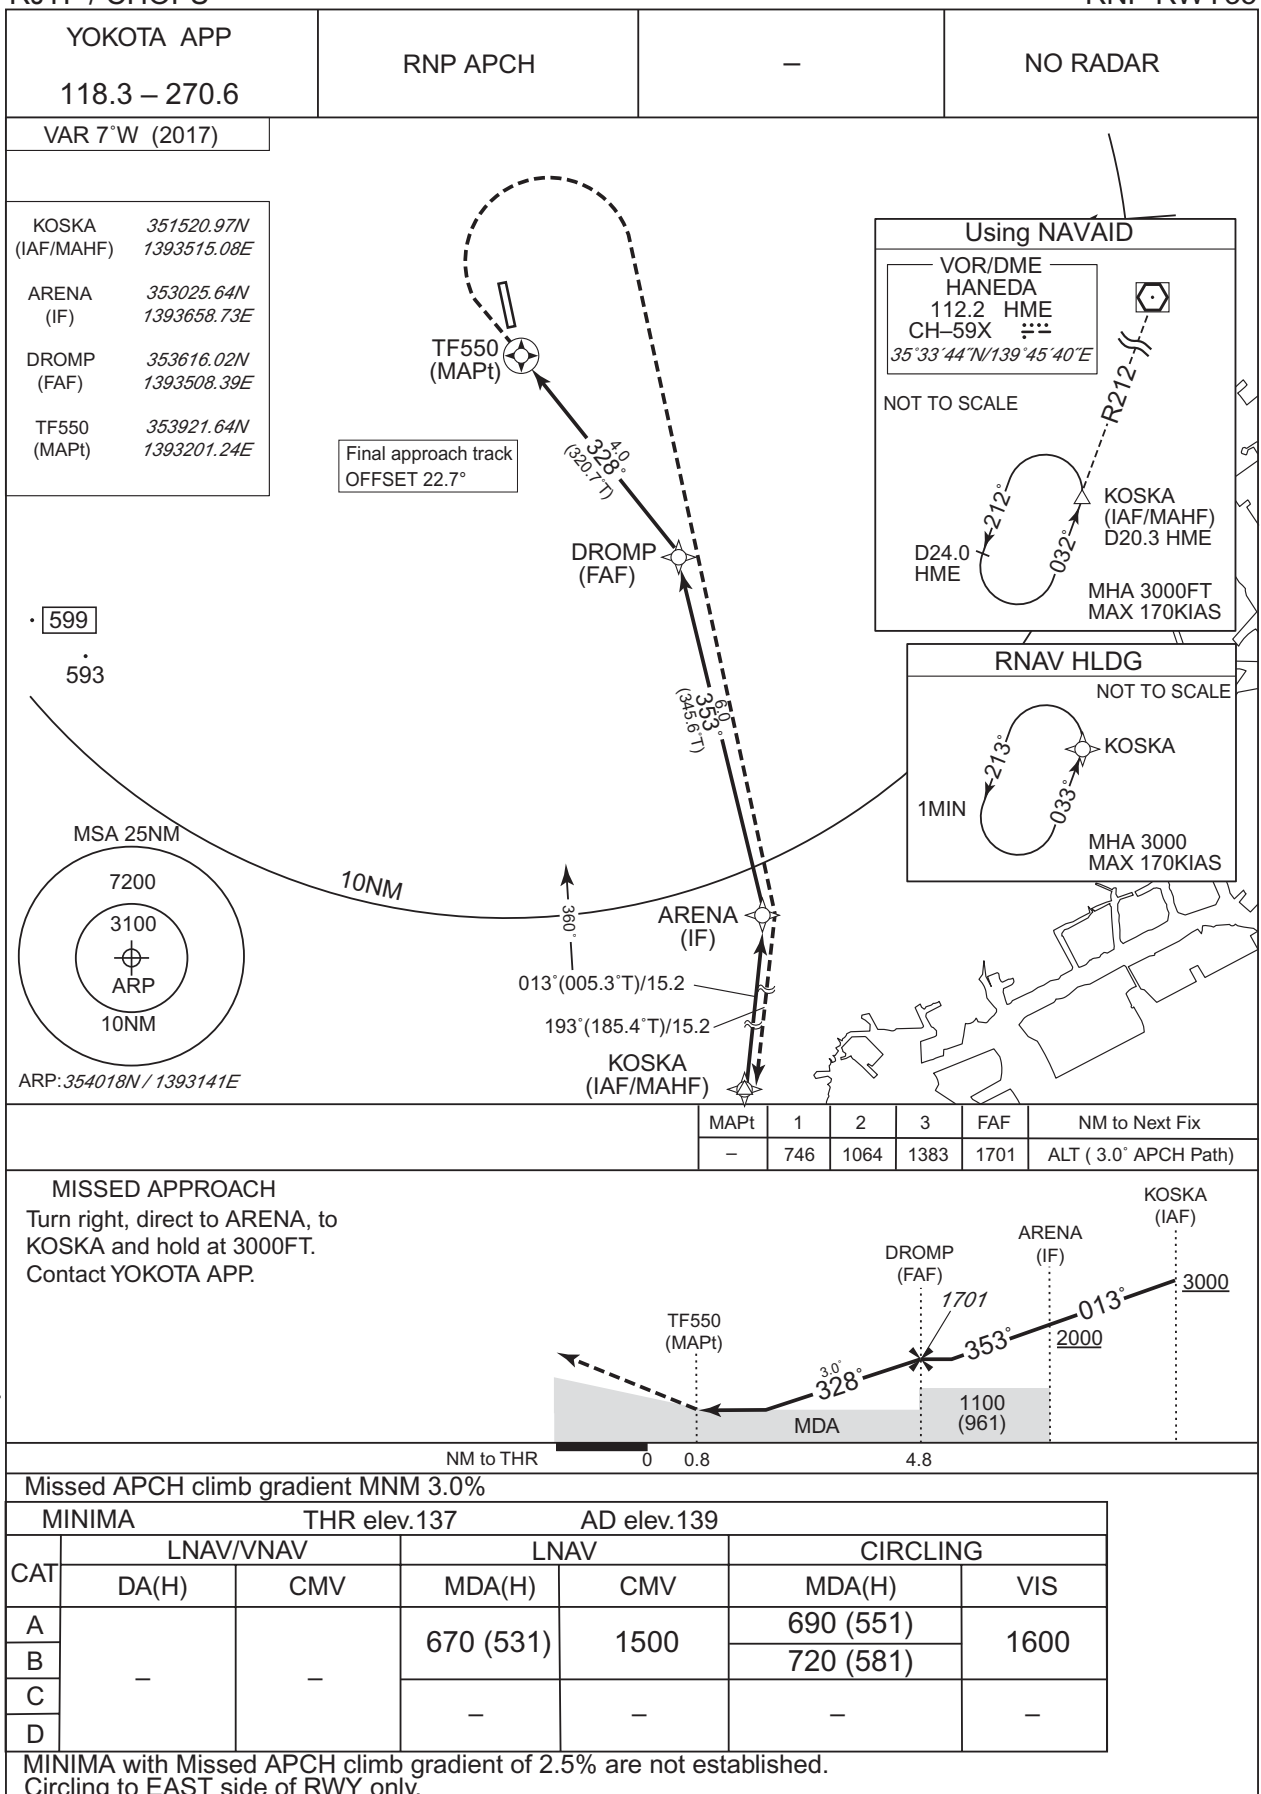 YOKOTA APP
118.3 – 270.6
RNP APCH
–
NO RADAR
VAR 7°W (2017)
KOSKA 351520.97N
(IAF/MAHF) 1393515.08E
ARENA 353025.64N
(IF) 1393658.73E
DROMP 353616.02N
(FAF) 1393508.39E
TF550 353921.64N
(MAPt) 1393201.24E
Using NAVAID
VOR/DME
HANEDA
112.2 HME
CH–59X
35°33´44˝N/139°45´40˝E
NOT TO SCALE
R212
212°
032°
KOSKA
(IAF/MAHF)
D20.3 HME
D24.0
HME
MHA 3000FT
MAX 170KIAS
RNAV HLDG
NOT TO SCALE
213°
KOSKA
1MIN
033°
MHA 3000
MAX 170KIAS
TF550
(MAPt)
Final approach track
OFFSET 22.7°
4.0
328°
(320.7°T)
DROMP
(FAF)
599
593
6.0
353°
(345.6°T)
MSA 25NM
7200
3100
ARP
10NM
ARP: 354018N / 1393141E
10NM
360°
ARENA
(IF)
013°(005.3°T)/15.2
193°(185.4°T)/15.2
KOSKA
(IAF/MAHF)
MAPt 1 2 3 FAF NM to Next Fix
– 746 1064 1383 1701 ALT ( 3.0° APCH Path)
MISSED APPROACH
Turn right, direct to ARENA, to
KOSKA and hold at 3000FT.
Contact YOKOTA APP.
KOSKA
(IAF)
ARENA
(IF)
DROMP
(FAF)
1701
TF550
(MAPt)
3000
013°
2000
353°
3.0°
328°
MDA
1100
(961)
NM to THR 0 0.8 4.8
Missed APCH climb gradient MNM 3.0%
MINIMA THR elev.137 AD elev.139
CAT LNAV/VNAV LNAV CIRCLING
DA(H) CMV MDA(H) CMV MDA(H) VIS
A – – 670 (531) 1500 690 (551) 1600
B 720 (581)
C – – – –
D
MINIMA with Missed APCH climb gradient of 2.5% are not established.
Circling to EAST side of RWY only.